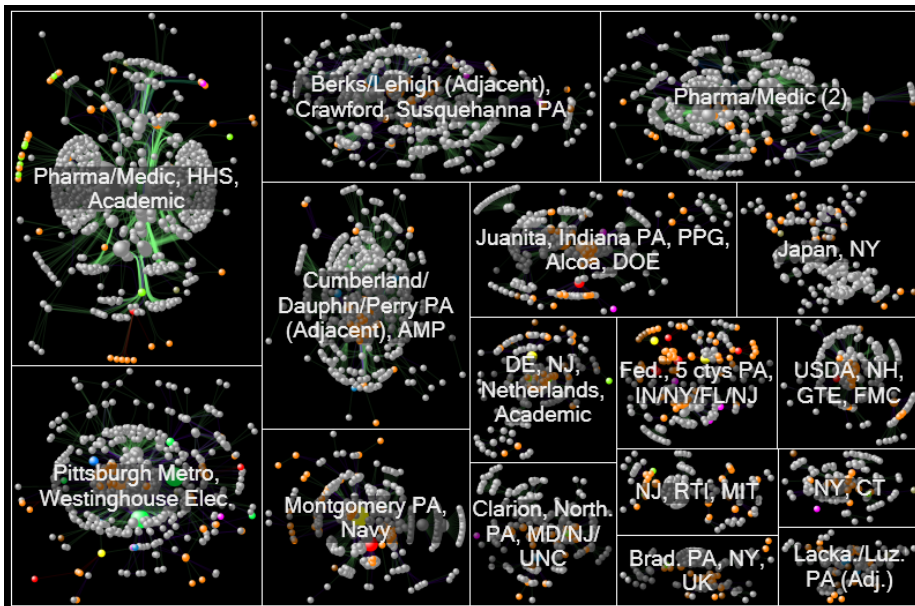 Pharma/Medic, HHS,
Academic
Berks/Lehigh (Adjacent),
Crawford, Susquehanna PA
Pharma/Medic (2)
Cumberland/
Dauphin/Perry PA
(Adjacent), AMP
Juanita, Indiana PA, PPG,
Alcoa, DOE
Japan, NY
DE, NJ,
Netherlands,
Academic
Fed., 5 ctys PA,
IN/NY/FL/NJ
USDA, NH,
GTE, FMC
Pittsburgh Metro,
Westinghouse Elec.
Montgomery PA,
Navy
Clarion, North.
PA, MD/NJ/
UNC
NJ, RTI, MIT
NY, CT
Brad. PA, NY,
UK
Lacka./Luz.
PA (Adj.)